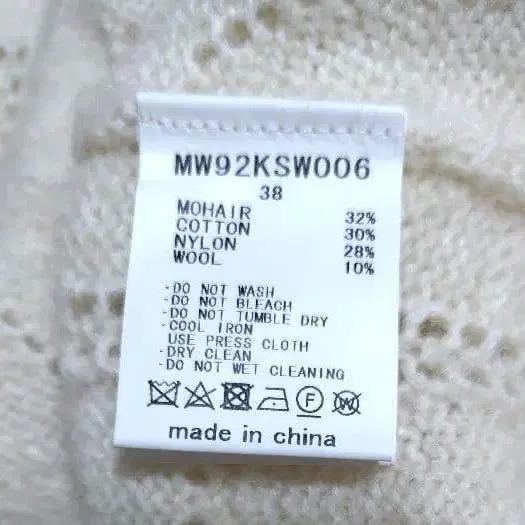 MW92KSW006
38
MOHAIR 32%
COTTON 30%
NYLON 28%
WOOL 10%
-DO NOT WASH
-DO NOT BLEACH
-DO NOT TUMBLE DRY
-COOL IRON
USE PRESS CLOTH
-DRY CLEAN
-DO NOT WET CLEANING
F W
made in china